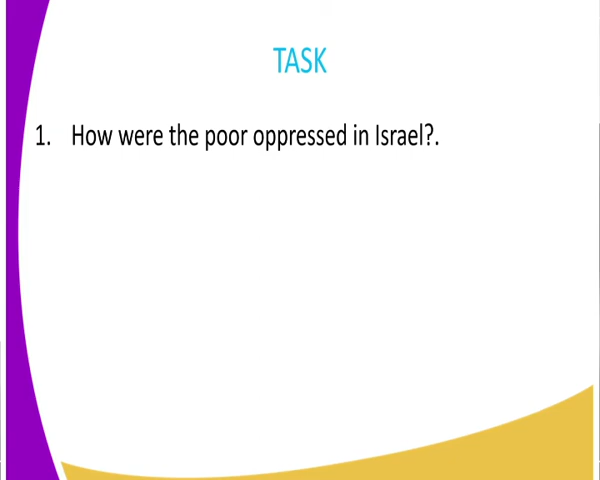 TASK
1. How were the poor oppressed in Israel?.